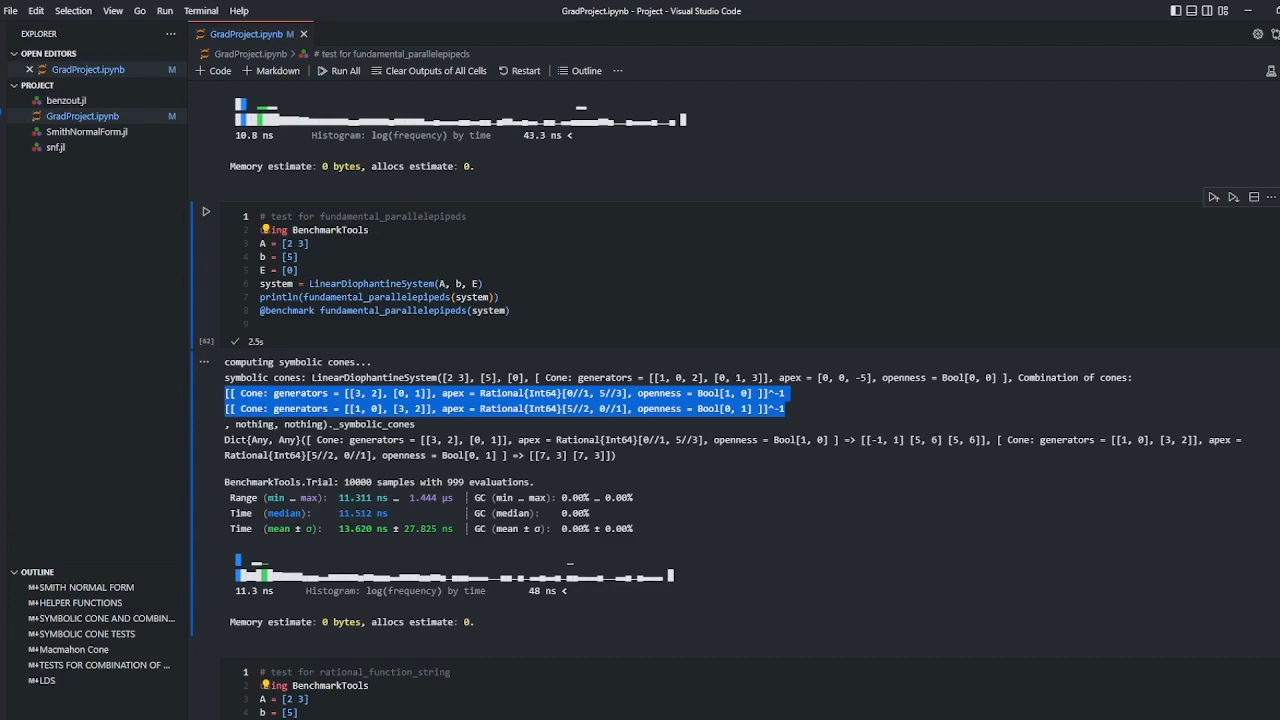 File Edit Selection View Go Run Terminal Help
GradProject.ipynb - Project - Visual Studio Code
EXPLORER
OPEN EDITORS
GradProject.ipynb M
PROJECT
benzout.jl
GradProject.ipynb M
SmithNormalForm.jl
snf.jl
OUTLINE
M+SMITH NORMAL FORM
M+HELPER FUNCTIONS
M+SYMBOLIC CONE AND COMBIN...
M+SYMBOLIC CONE TESTS
M+Macmahon Cone
M+TESTS FOR COMBINATION OF ...
M+LDS
GradProject.ipynb M
GradProject.ipynb > # test for fundamental_parallelepipeds
+ Code + Markdown Run All Clear Outputs of All Cells Restart Outline ...
10.8 ns Histogram: log(frequency) by time 43.3 ns <
Memory estimate: 0 bytes, allocs estimate: 0.
1 # test for fundamental_parallelepipeds
2 using BenchmarkTools
3 A = [2 3]
4 b = [5]
5 E = [0]
6 system = LinearDiophantineSystem(A, b, E)
7 println(fundamental_parallelepipeds(system))
8 @benchmark fundamental_parallelepipeds(system)
9
[62] 2.5s
computing symbolic cones...
symbolic cones: LinearDiophantineSystem([2 3], [5], [0], [ Cone: generators = [[1, 0, 2], [0, 1, 3]], apex = [0, 0, -5], openness = Bool[0, 0] ], Combination of cones:
[[ Cone: generators = [[3, 2], [0, 1]], apex = Rational{Int64}[0//1, 5//3], openness = Bool[1, 0] ]]^-1
[[ Cone: generators = [[1, 0], [3, 2]], apex = Rational{Int64}[5//2, 0//1], openness = Bool[0, 1] ]]^-1
, nothing, nothing)._symbolic_cones
Dict{Any, Any}([ Cone: generators = [[3, 2], [0, 1]], apex = Rational{Int64}[0//1, 5//3], openness = Bool[1, 0] ] => [[-1, 1] [5, 6] [5, 6]], [ Cone: generators = [[1, 0], [3, 2]], apex =
Rational{Int64}[5//2, 0//1], openness = Bool[0, 1] ] => [[7, 3] [7, 3]])
BenchmarkTools.Trial: 10000 samples with 999 evaluations.
Range (min … max): 11.311 ns … 1.444 μs | GC (min … max): 0.00% … 0.00%
Time (median): 11.512 ns | GC (median): 0.00%
Time (mean ± σ): 13.620 ns ± 27.825 ns | GC (mean ± σ): 0.00% ± 0.00%
11.3 ns Histogram: log(frequency) by time 48 ns <
Memory estimate: 0 bytes, allocs estimate: 0.
1 # test for rational_function_string
2 using BenchmarkTools
3 A = [2 3]
4 b = [5]